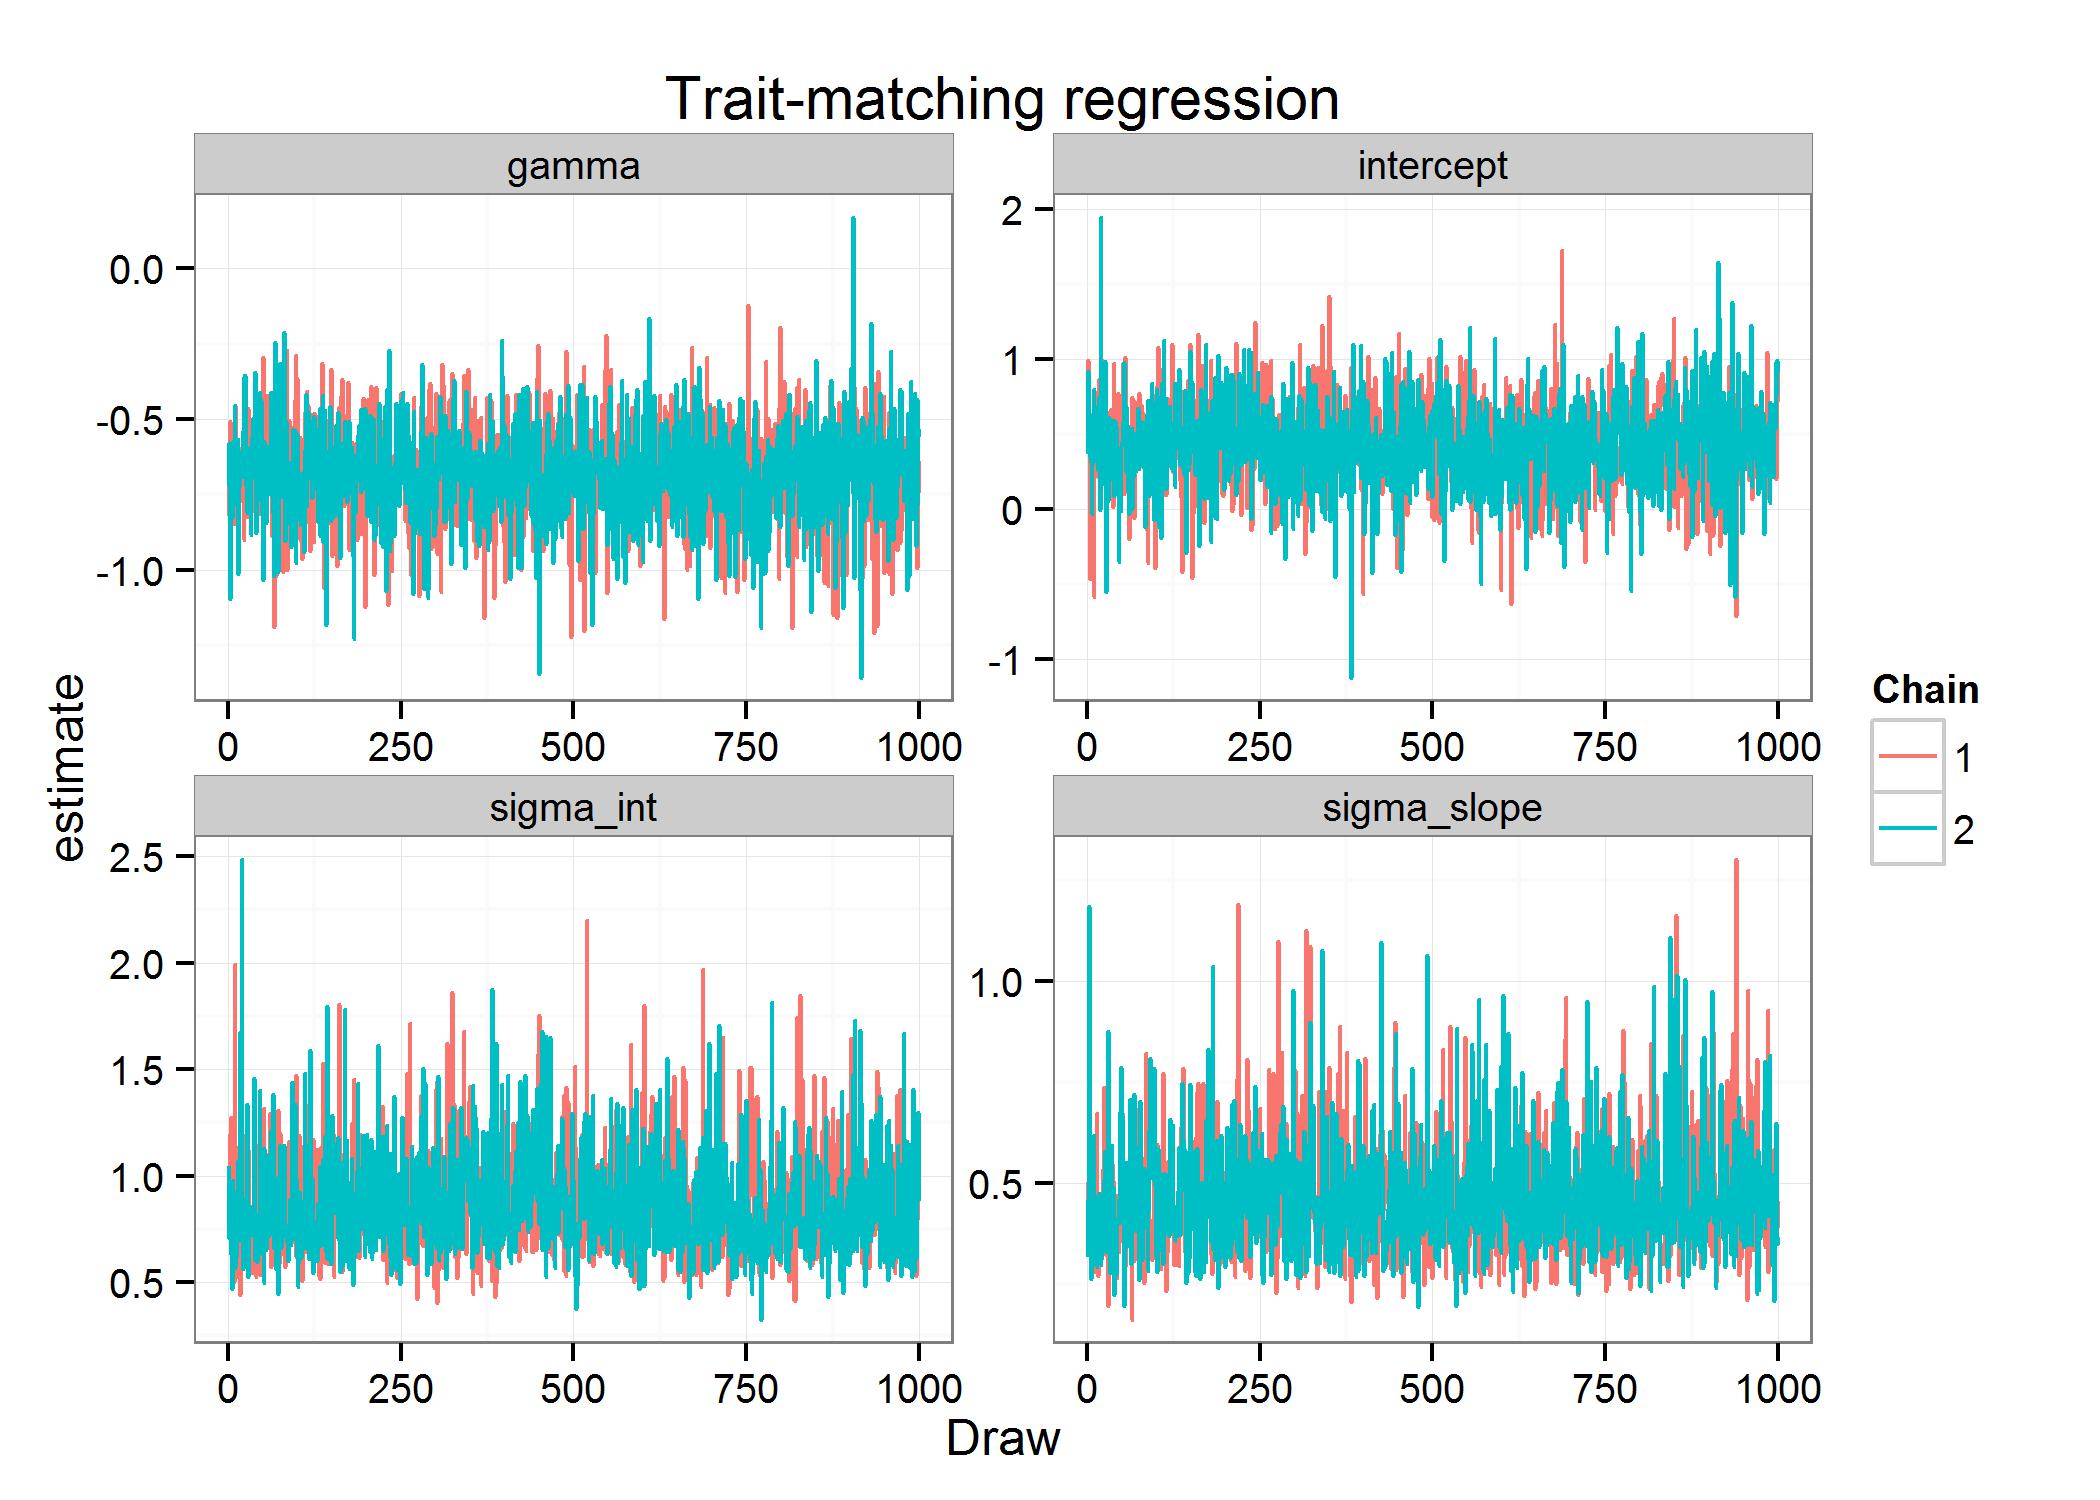 Trait-matching regression
gamma
intercept
0.0
-0.5
-1.0
2
1
0
-1
0 250 500 750 1000
0 250 500 750 1000
estimate
sigma_int
sigma_slope
2.5
2.0
1.5
1.0
0.5
1.0
0.5
0 250 500 750 1000
0 250 500 750 1000
Draw
Chain
1
2